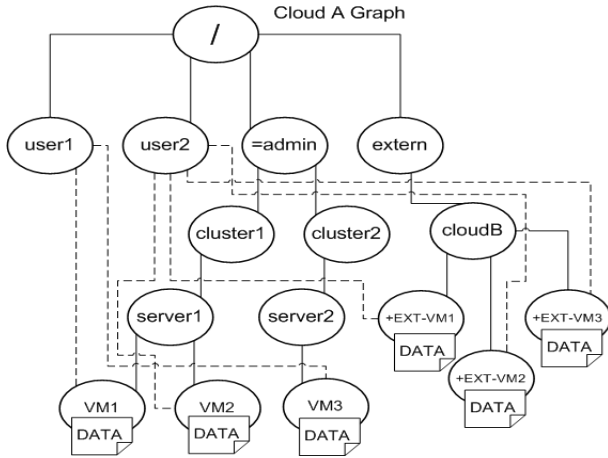 Cloud A Graph
/
user1
user2
=admin
extern
cluster1
cluster2
cloudB
server1
server2
+EXT-VM1
DATA
+EXT-VM3
DATA
+EXT-VM2
DATA
VM1
DATA
VM2
DATA
VM3
DATA